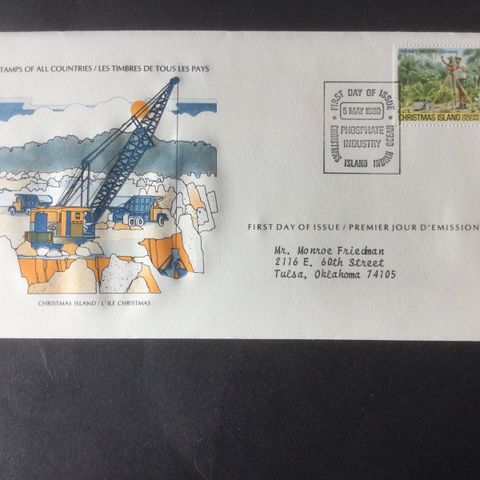 STAMPS OF ALL COUNTRIES / LES TIMBRES DE TOUS LES PAYS
FIRST DAY OF ISSUE
5 MAY 1980
PHOSPHATE
INDUSTRY
CHRISTMAS ISLAND INDIAN OCEAN
CHRISTMAS ISLAND
FIRST DAY OF ISSUE / PREMIER JOUR D'EMISSION
Mr. Monroe Friedman
2116 E. 60th Street
Tulsa, Oklahoma 74105
CHRISTMAS ISLAND / L'ILE CHRISTMAS